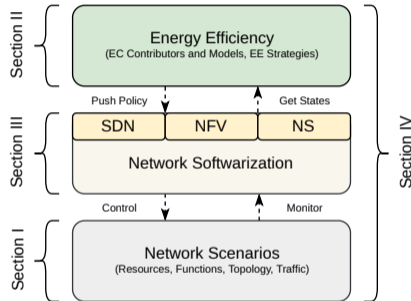 Section II
Energy Efficiency
(EC Contributors and Models, EE Strategies)
Push Policy
Get States
Section III
SDN
NFV
NS
Network Softwarization
Section IV
Control
Monitor
Section I
Network Scenarios
(Resources, Functions, Topology, Traffic)